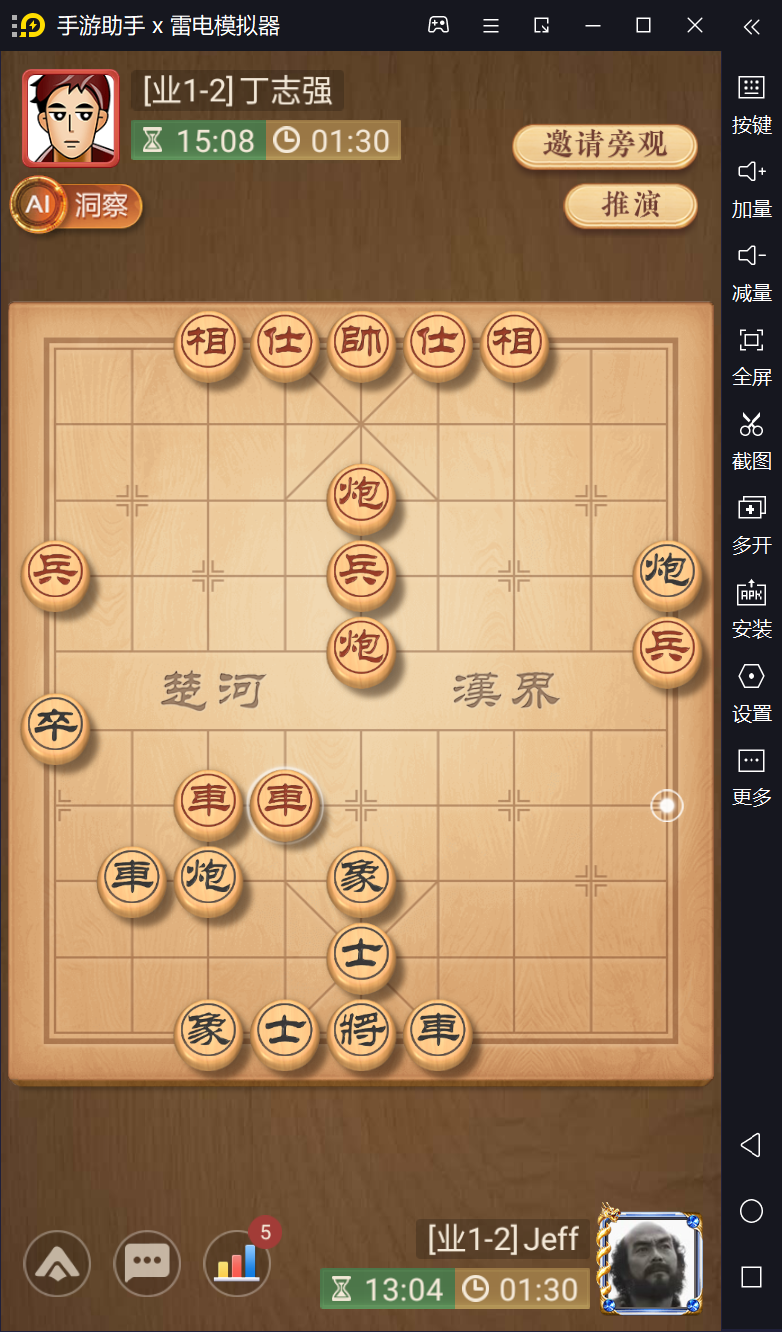 手游助手 x 雷电模拟器
[业1-2]丁志强
15:08 01:30
邀请旁观
AI 洞察
推演
相 仕 帥 仕 相
炮
兵 兵 炮
炮 兵
楚河 漢界
卒
車 車
車 炮 象
士
象 士 將 車
5
[业1-2]Jeff
13:04 01:30
按键
加量
减量
全屏
截图
多开
APK
安装
设置
更多